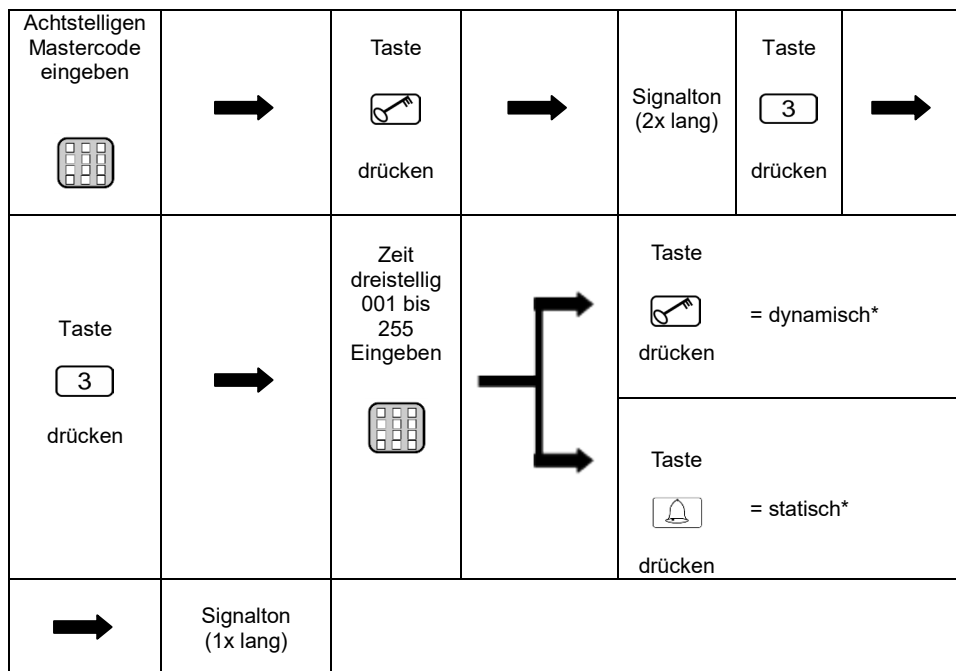 Achtstelligen
Mastercode
eingeben
Taste
drücken
Signalton
(2x lang)
Taste
3
drücken
Taste
3
drücken
Zeit
dreistellig
001 bis
255
Eingeben
Taste
= dynamisch*
drücken
Taste
= statisch*
drücken
Signalton
(1x lang)